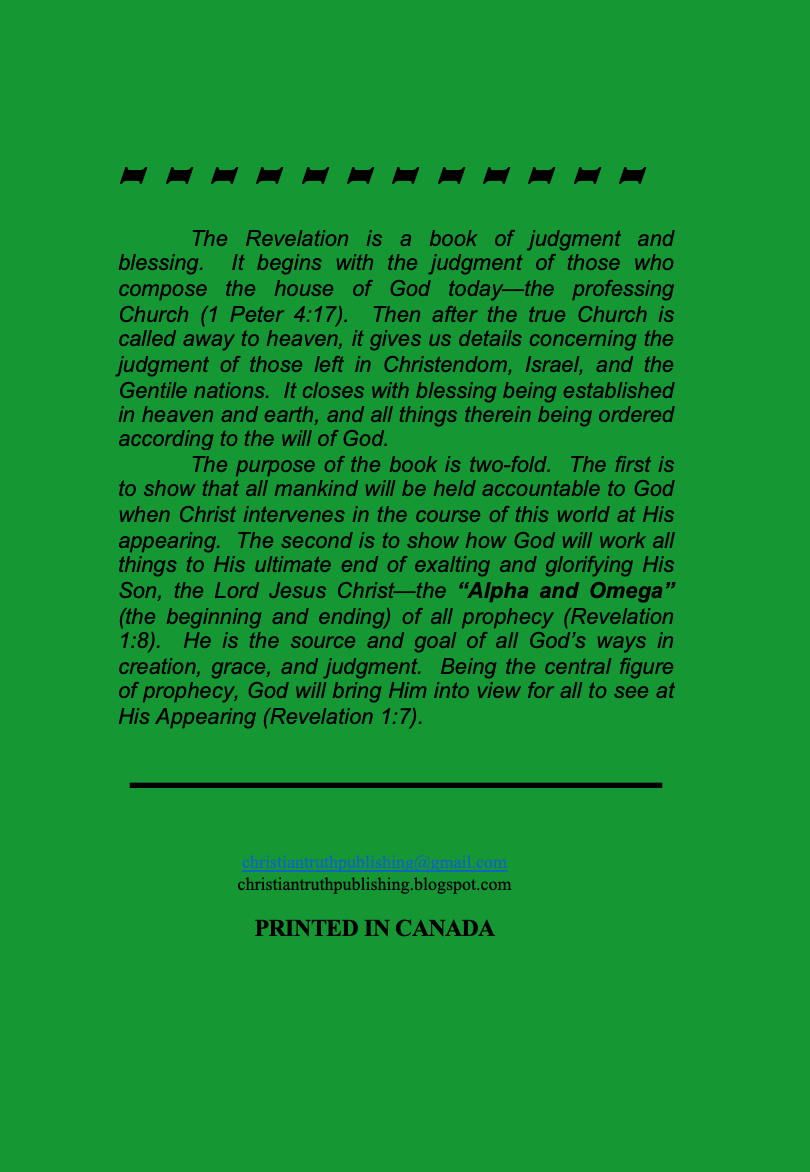 The Revelation is a book of judgment and
blessing. It begins with the judgment of those who
compose the house of God today—the professing
Church (1 Peter 4:17). Then after the true Church is
called away to heaven, it gives us details concerning the
judgment of those left in Christendom, Israel, and the
Gentile nations. It closes with blessing being established
in heaven and earth, and all things therein being ordered
according to the will of God.
The purpose of the book is two-fold. The first is
to show that all mankind will be held accountable to God
when Christ intervenes in the course of this world at His
appearing. The second is to show how God will work all
things to His ultimate end of exalting and glorifying His
Son, the Lord Jesus Christ—the “Alpha and Omega”
(the beginning and ending) of all prophecy (Revelation
1:8). He is the source and goal of all God’s ways in
creation, grace, and judgment. Being the central figure
of prophecy, God will bring Him into view for all to see at
His Appearing (Revelation 1:7).
christiantruthpublishing@gmail.com
christiantruthpublishing.blogspot.com
PRINTED IN CANADA